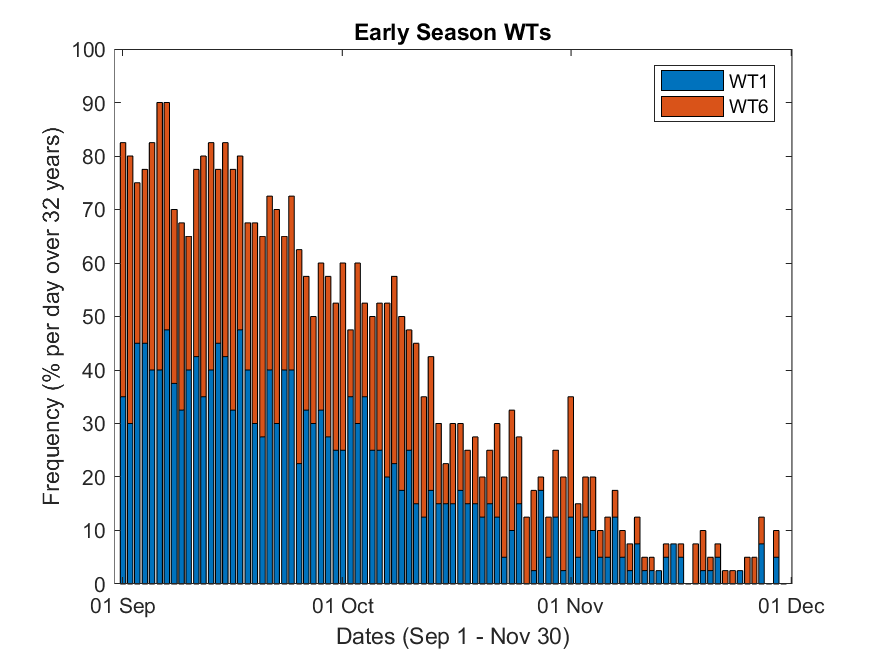 Early Season WTs
100
90
80
70
60
50
40
30
20
10
0
Frequency (% per day over 32 years)
WT1
WT6
01 Sep
01 Oct
01 Nov
01 Dec
Dates (Sep 1 - Nov 30)